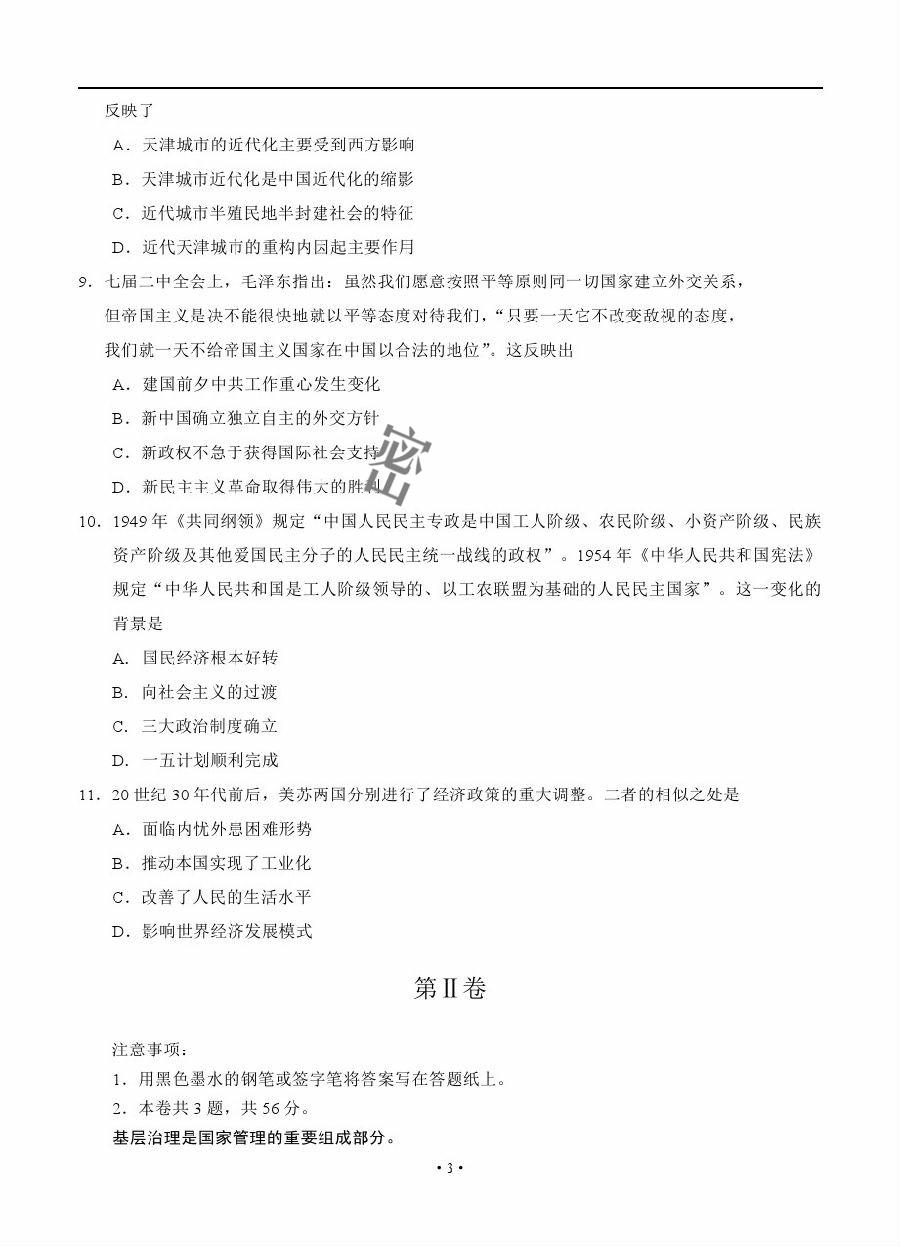 反映了
A．天津城市的近代化主要受到西方影响
B．天津城市近代化是中国近代化的缩影
C．近代城市半殖民地半封建社会的特征
D．近代天津城市的重构内因起主要作用
9．七届二中全会上，毛泽东指出：虽然我们愿意按照平等原则同一切国家建立外交关系，
但帝国主义是决不能很快地就以平等态度对待我们，“只要一天它不改变敌视的态度，
我们就一天不给帝国主义国家在中国以合法的地位”。这反映出
A．建国前夕中共工作重心发生变化
B．新中国确立独立自主的外交方针
C．新政权不急于获得国际社会支持
D．新民主主义革命取得伟大的胜利
密
10．1949 年《共同纲领》规定“中国人民民主专政是中国工人阶级、农民阶级、小资产阶级、民族
资产阶级及其他爱国民主分子的人民民主统一战线的政权”。1954 年《中华人民共和国宪法》
规定“中华人民共和国是工人阶级领导的、以工农联盟为基础的人民民主国家”。这一变化的
背景是
A．国民经济根本好转
B．向社会主义的过渡
C．三大政治制度确立
D．一五计划顺利完成
11．20 世纪 30 年代前后，美苏两国分别进行了经济政策的重大调整。二者的相似之处是
A．面临内忧外患困难形势
B．推动本国实现了工业化
C．改善了人民的生活水平
D．影响世界经济发展模式
第Ⅱ卷
注意事项：
1．用黑色墨水的钢笔或签字笔将答案写在答题纸上。
2．本卷共 3 题，共 56 分。
基层治理是国家管理的重要组成部分。
• 3 •